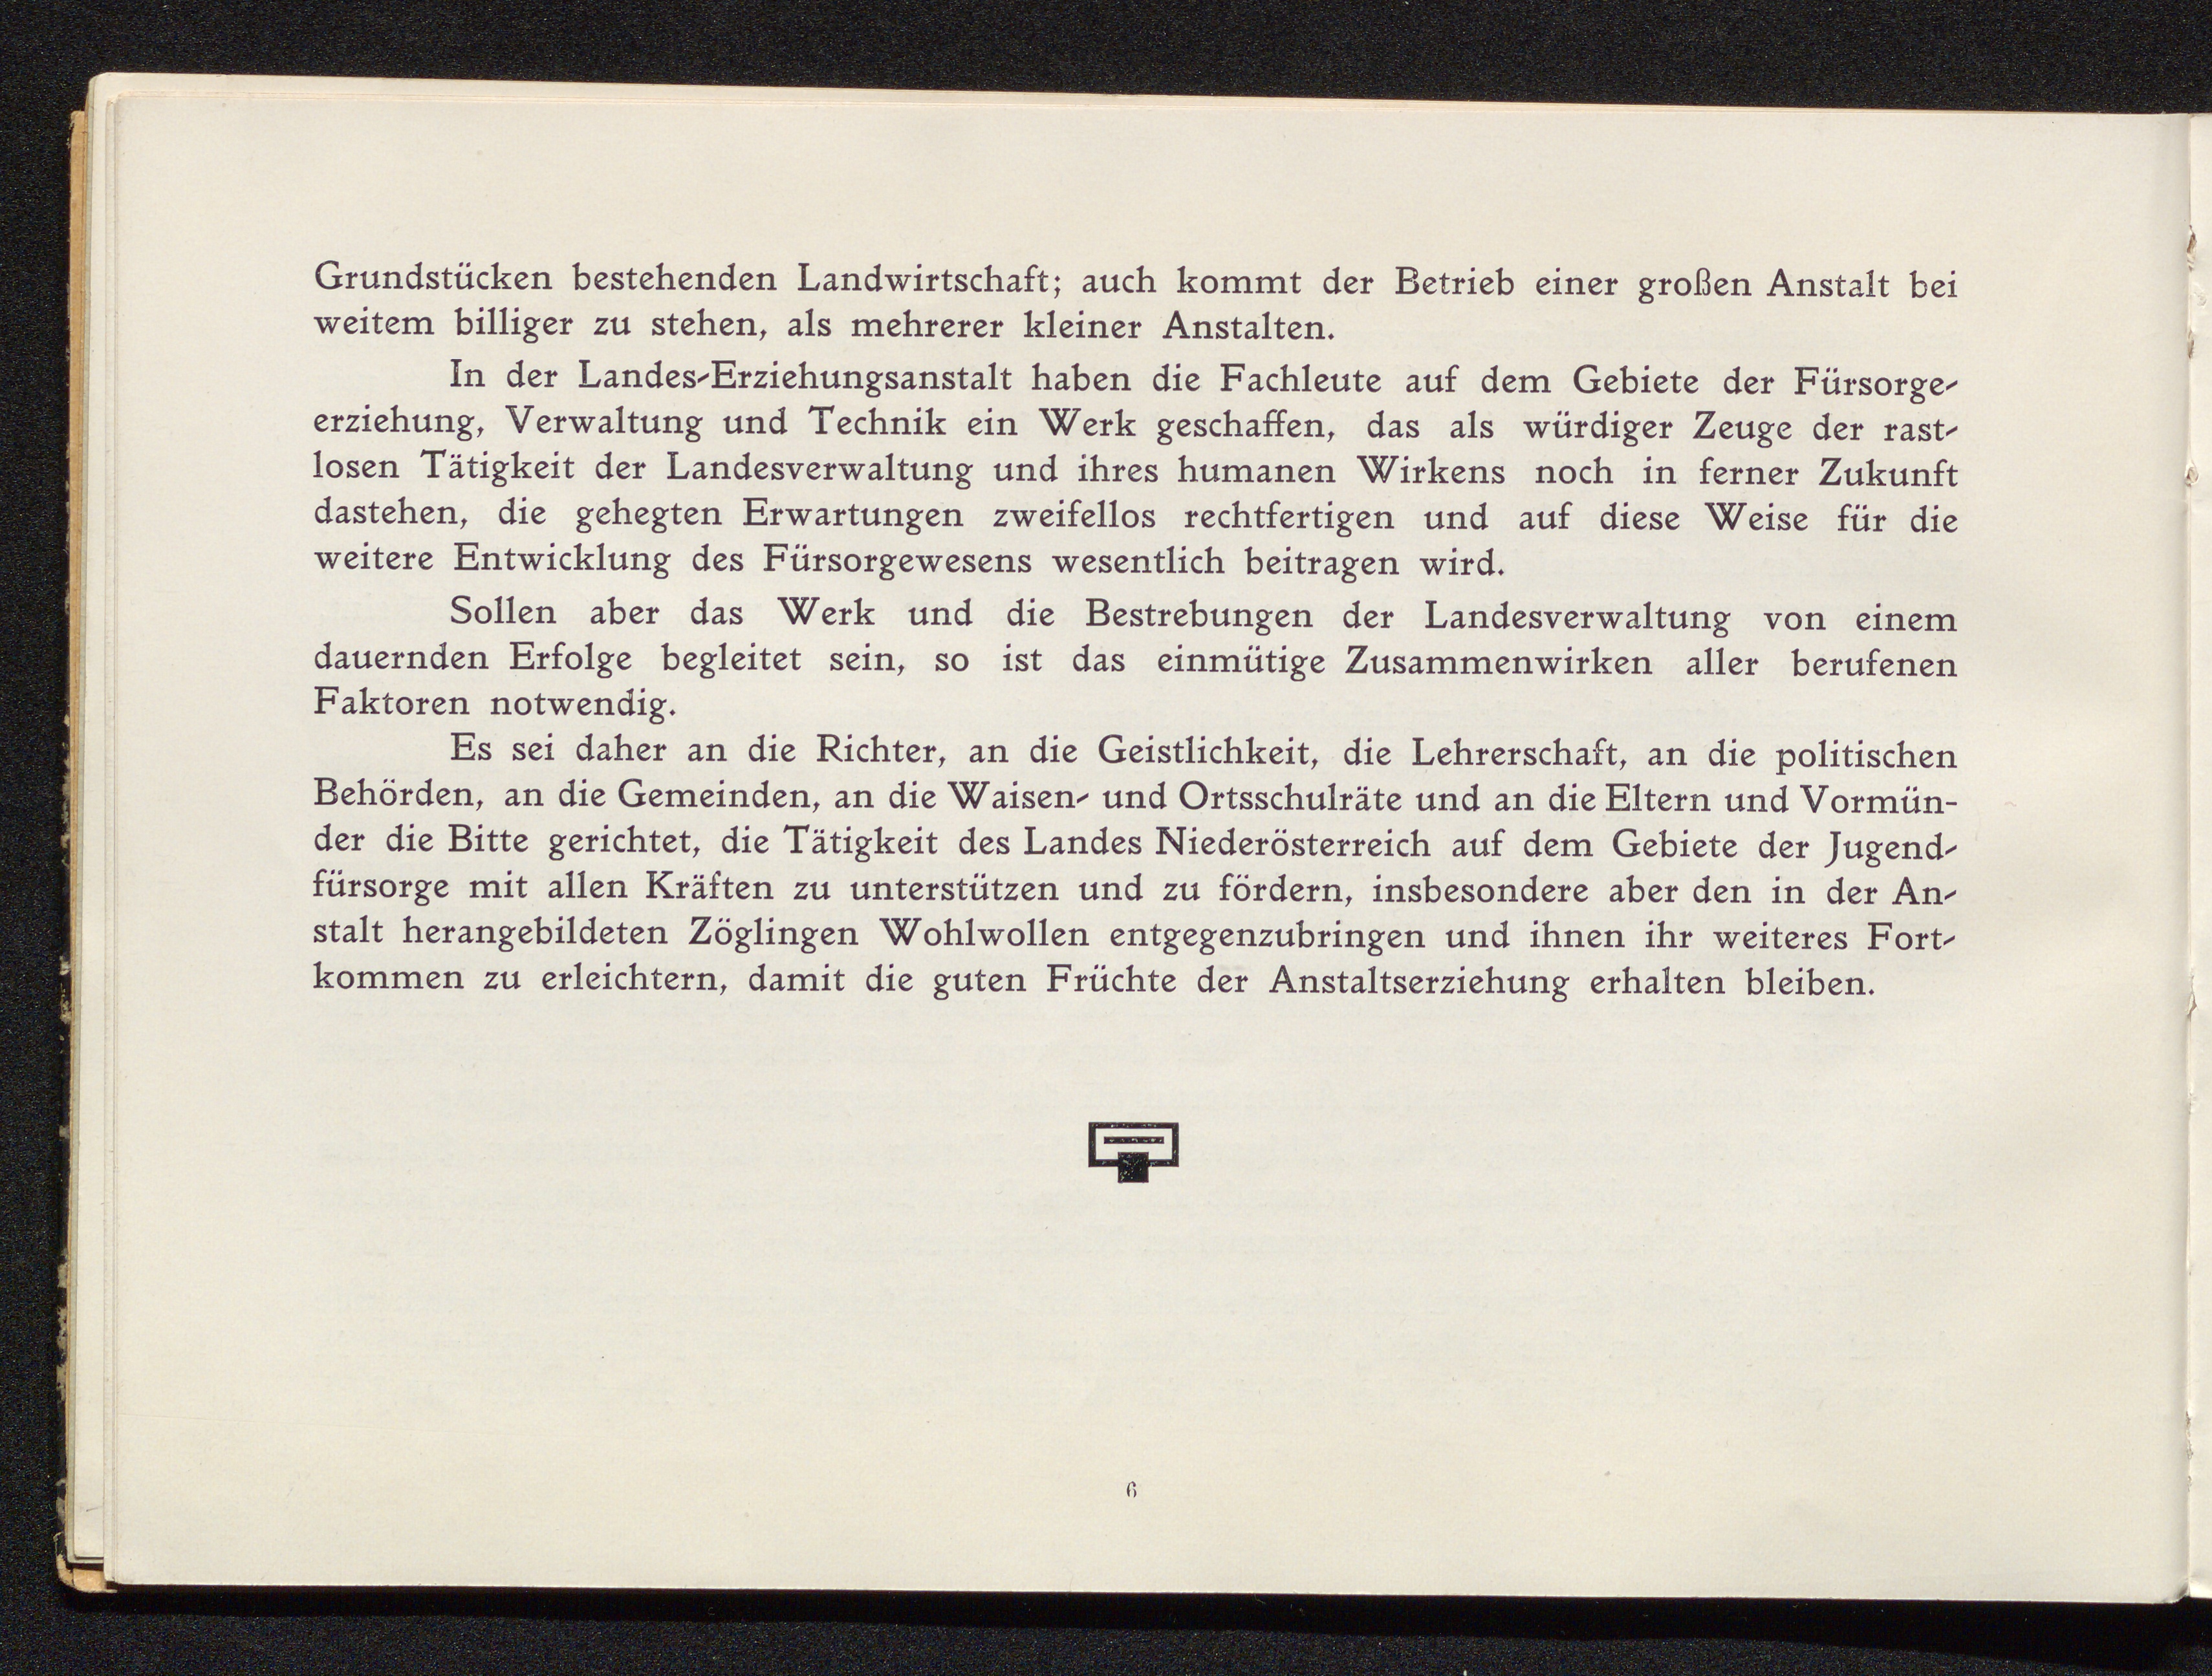 Grundstücken bestehenden Landwirtschaft; auch kommt der Betrieb einer großen Anstalt bei
weitem billiger zu stehen, als mehrerer kleiner Anstalten.
In der Landes-Erziehungsanstalt haben die Fachleute auf dem Gebiete der Fürsorge-
erziehung, Verwaltung und Technik ein Werk geschaffen, das als würdiger Zeuge der rast-
losen Tätigkeit der Landesverwaltung und ihres humanen Wirkens noch in ferner Zukunft
dastehen, die gehegten Erwartungen zweifellos rechtfertigen und auf diese Weise für die
weitere Entwicklung des Fürsorgewesens wesentlich beitragen wird.
Sollen aber das Werk und die Bestrebungen der Landesverwaltung von einem
dauernden Erfolge begleitet sein, so ist das einmütige Zusammenwirken aller berufenen
Faktoren notwendig.
Es sei daher an die Richter, an die Geistlichkeit, die Lehrerschaft, an die politischen
Behörden, an die Gemeinden, an die Waisen- und Ortsschulräte und an die Eltern und Vormün-
der die Bitte gerichtet, die Tätigkeit des Landes Niederösterreich auf dem Gebiete der Jugend-
fürsorge mit allen Kräften zu unterstützen und zu fördern, insbesondere aber den in der An-
stalt herangebildeten Zöglingen Wohlwollen entgegenzubringen und ihnen ihr weiteres Fort-
kommen zu erleichtern, damit die guten Früchte der Anstaltserziehung erhalten bleiben.
6